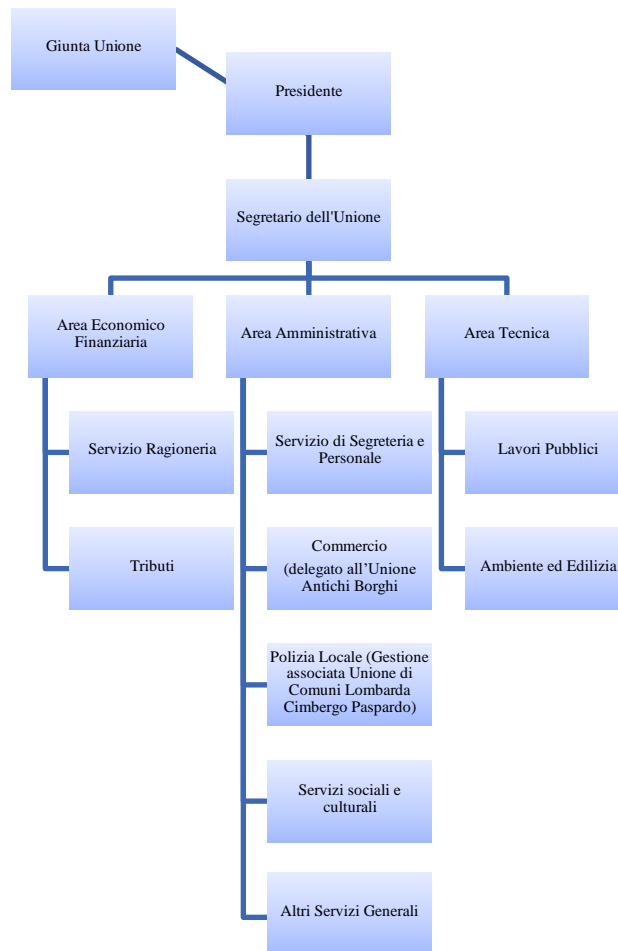 Giunta Unione
Presidente
Segretario dell'Unione
Area Economico
Finanziaria
Area Amministrativa
Area Tecnica
Servizio Ragioneria
Servizio di Segreteria e
Personale
Lavori Pubblici
Tributi
Commercio
(delegato all’Unione
Antichi Borghi
Ambiente ed Edilizia
Polizia Locale (Gestione
associata Unione di
Comuni Lombarda
Cimbergo Paspardo)
Servizi sociali e
culturali
Altri Servizi Generali